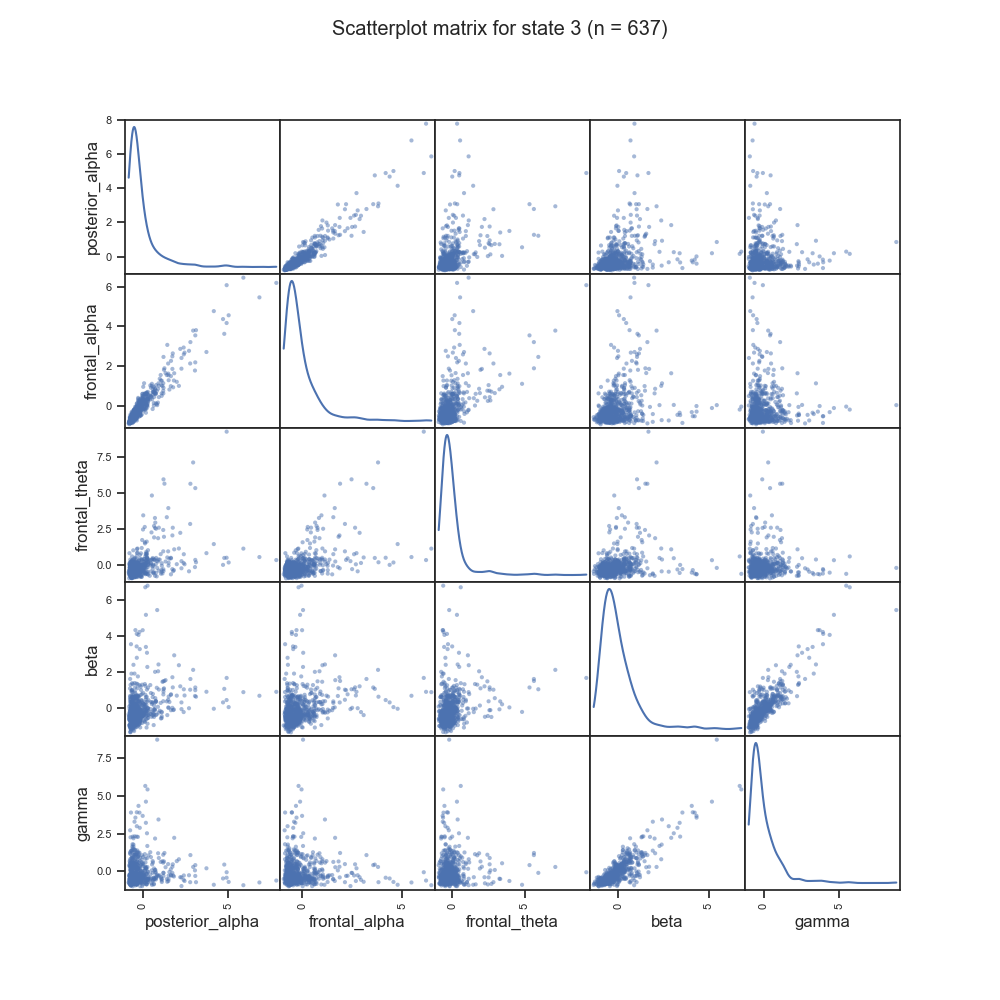 Scatterplot matrix for state 3 (n = 637)
posterior_alpha
8
6
4
2
0
frontal_alpha
6
4
2
0
frontal_theta
7.5
5.0
2.5
0.0
beta
6
4
2
0
gamma
7.5
5.0
2.5
0.0
0 5 0 5 0 5 0 5 0 5
posterior_alpha frontal_alpha frontal_theta beta gamma